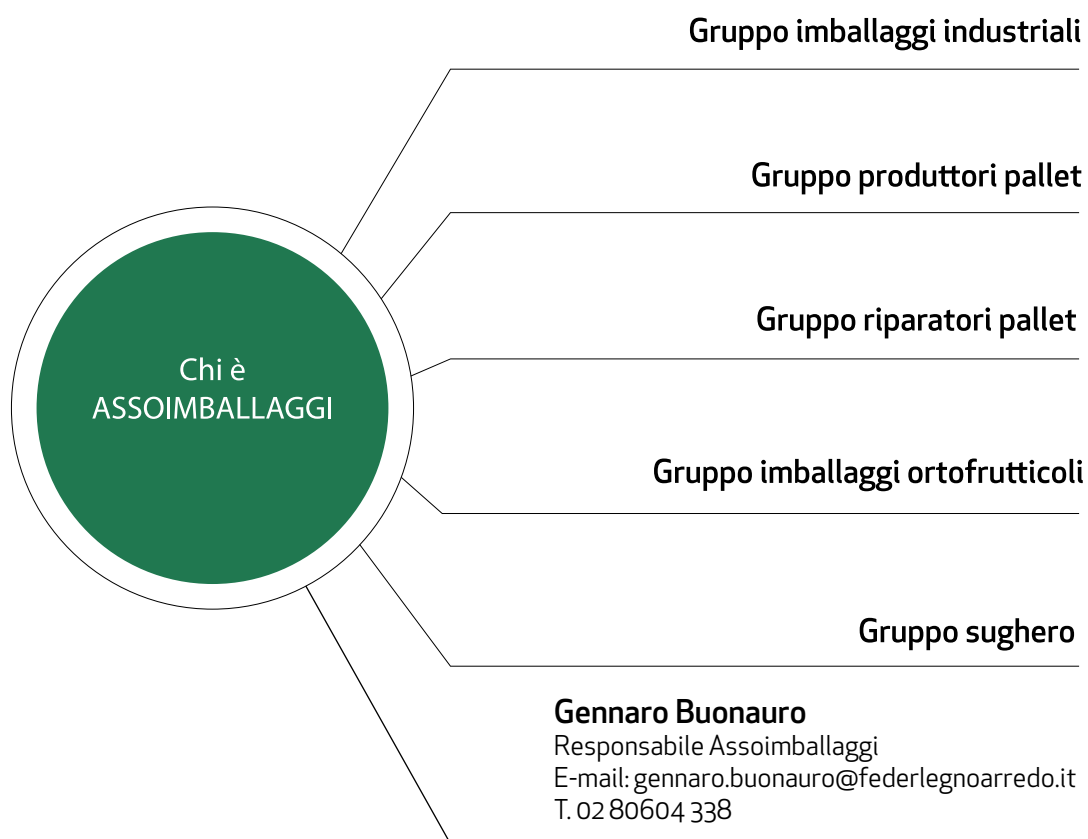 Gruppo imballaggi industriali
Gruppo produttori pallet
Gruppo riparatori pallet
Chi è
ASSOIMBALLAGGI
Gruppo imballaggi ortofrutticoli
Gruppo sughero
Gennaro Buonauro
Responsabile Assoimballaggi
E-mail: gennaro.buonauro@federlegnoarredo.it
T. 02 80604 338